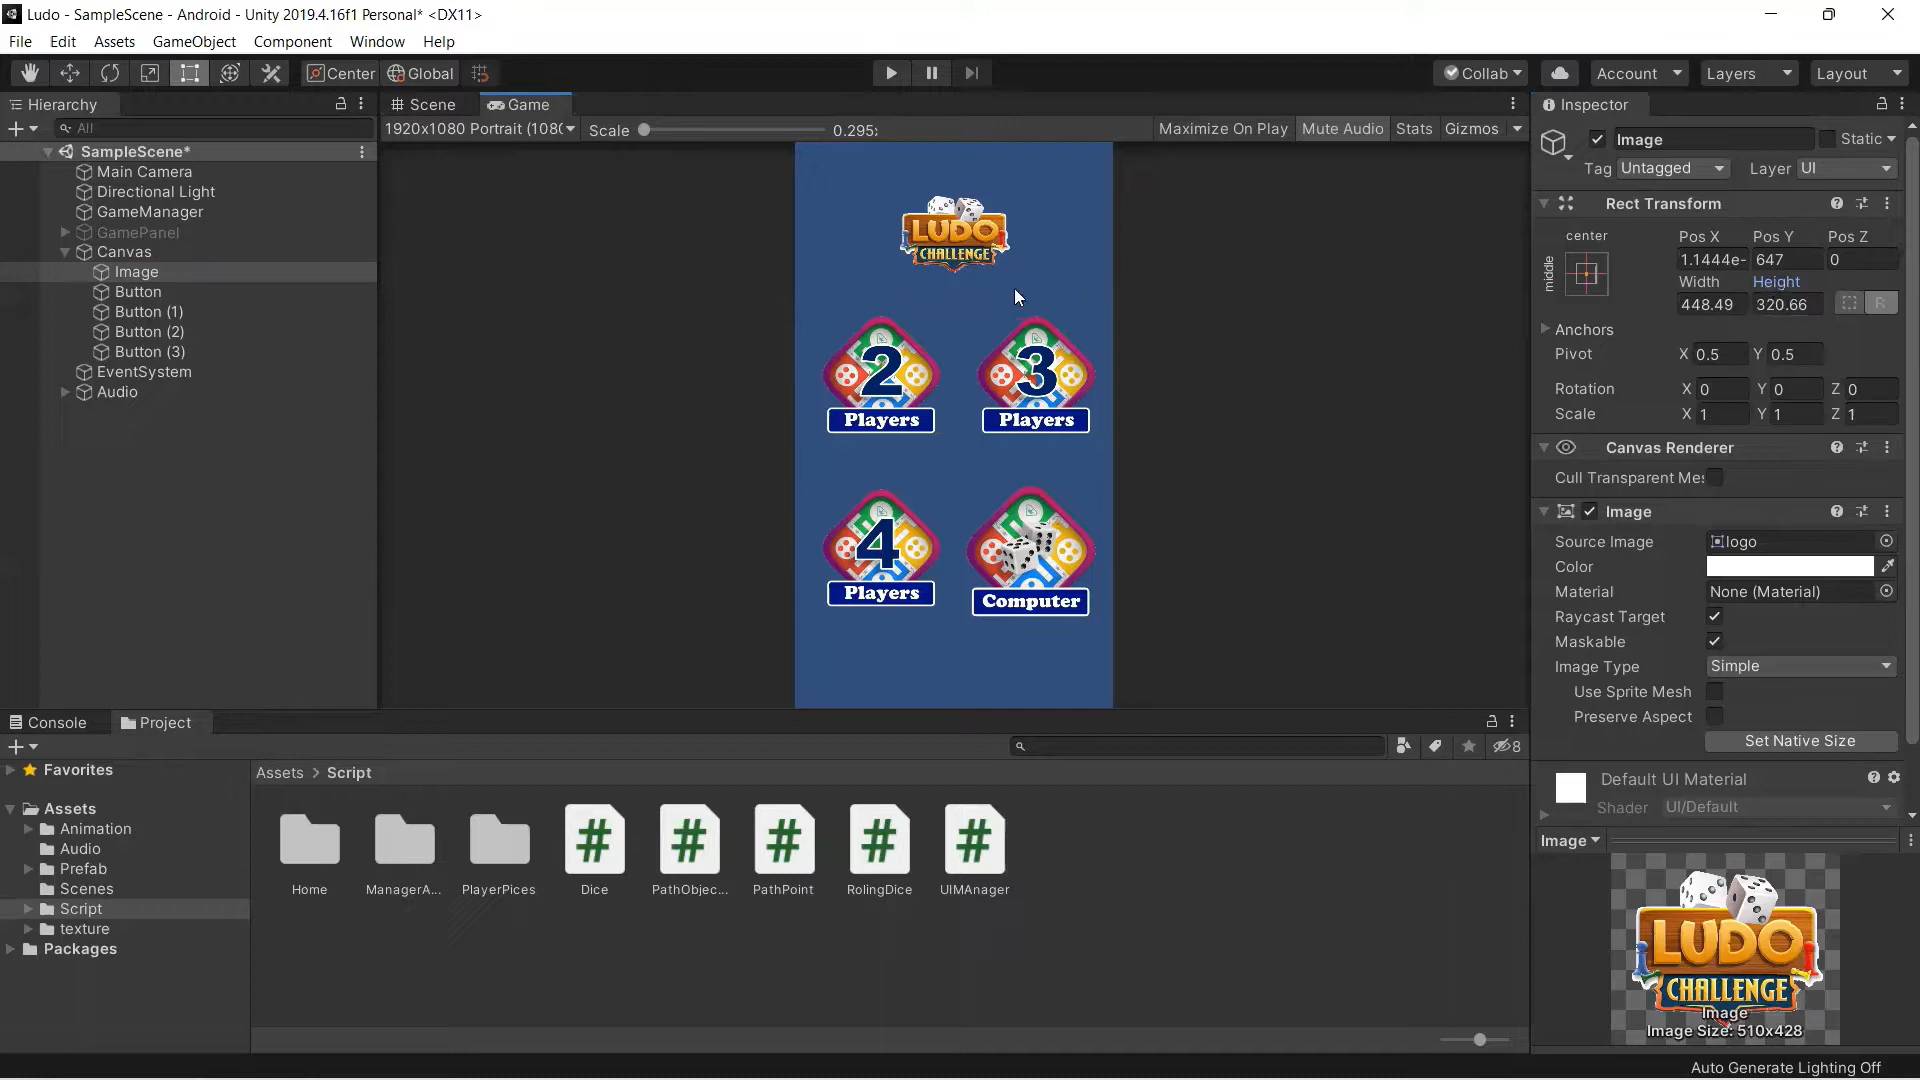 Ludo - SampleScene - Android - Unity 2019.4.16f1 Personal* <DX11>
File Edit Assets GameObject Component Window Help
Center Global Collab Account Layers Layout
Hierarchy
All
SampleScene*
Main Camera
Directional Light
GameManager
GamePanel
Canvas
Image
Button
Button (1)
Button (2)
Button (3)
EventSystem
Audio
Scene Game
1920x1080 Portrait (108( Scale 0.295: Maximize On Play Mute Audio Stats Gizmos
LUDO
CHALLENGE
2
Players
3
Players
4
Players
Computer
Inspector
Image Static
Tag Untagged Layer UI
Rect Transform
center
middle
Pos X Pos Y Pos Z
1.1444e- 647 0
Width Height
448.49 320.66 R
Anchors
Pivot X 0.5 Y 0.5
Rotation X 0 Y 0 Z 0
Scale X 1 Y 1 Z 1
Canvas Renderer
Cull Transparent Me:
Image
Source Image logo
Color
Material None (Material)
Raycast Target
Maskable
Image Type Simple
Use Sprite Mesh
Preserve Aspect
Set Native Size
Default UI Material
Shader UI/Default
Image
LUDO
CHALLENGE
Image
Image Size: 510x428
Console Project
8
Favorites
Assets
Animation
Audio
Prefab
Scenes
Script
texture
Packages
Assets > Script
Home ManagerA... PlayerPices Dice PathObjec... PathPoint RolingDice UIMAnager
Auto Generate Lighting Off